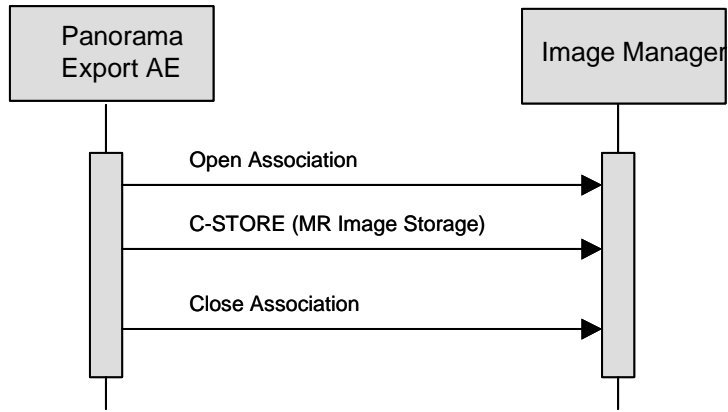 Panorama
Export AE
Image Manager
Open Association
C-STORE (MR Image Storage)
Close Association